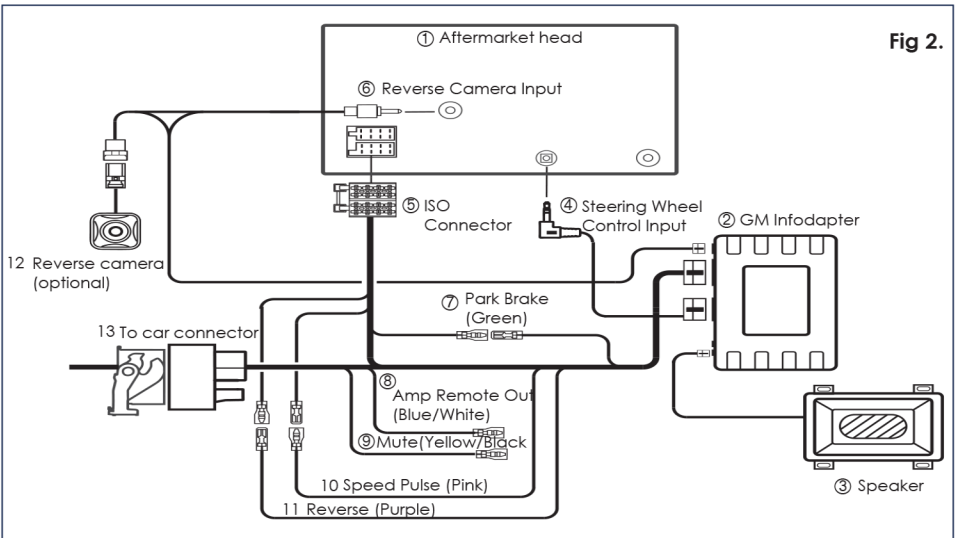 ① Aftermarket head
Fig 2.
⑥ Reverse Camera Input
⑤ ISO
Connector
④ Steering Wheel
Control Input
② GM Infodapter
12 Reverse camera
(optional)
⑦ Park Brake
(Green)
13 To car connector
⑧
Amp Remote Out
(Blue/White)
⑨Mute(Yellow/Black
10 Speed Pulse (Pink)
③ Speaker
11 Reverse (Purple)